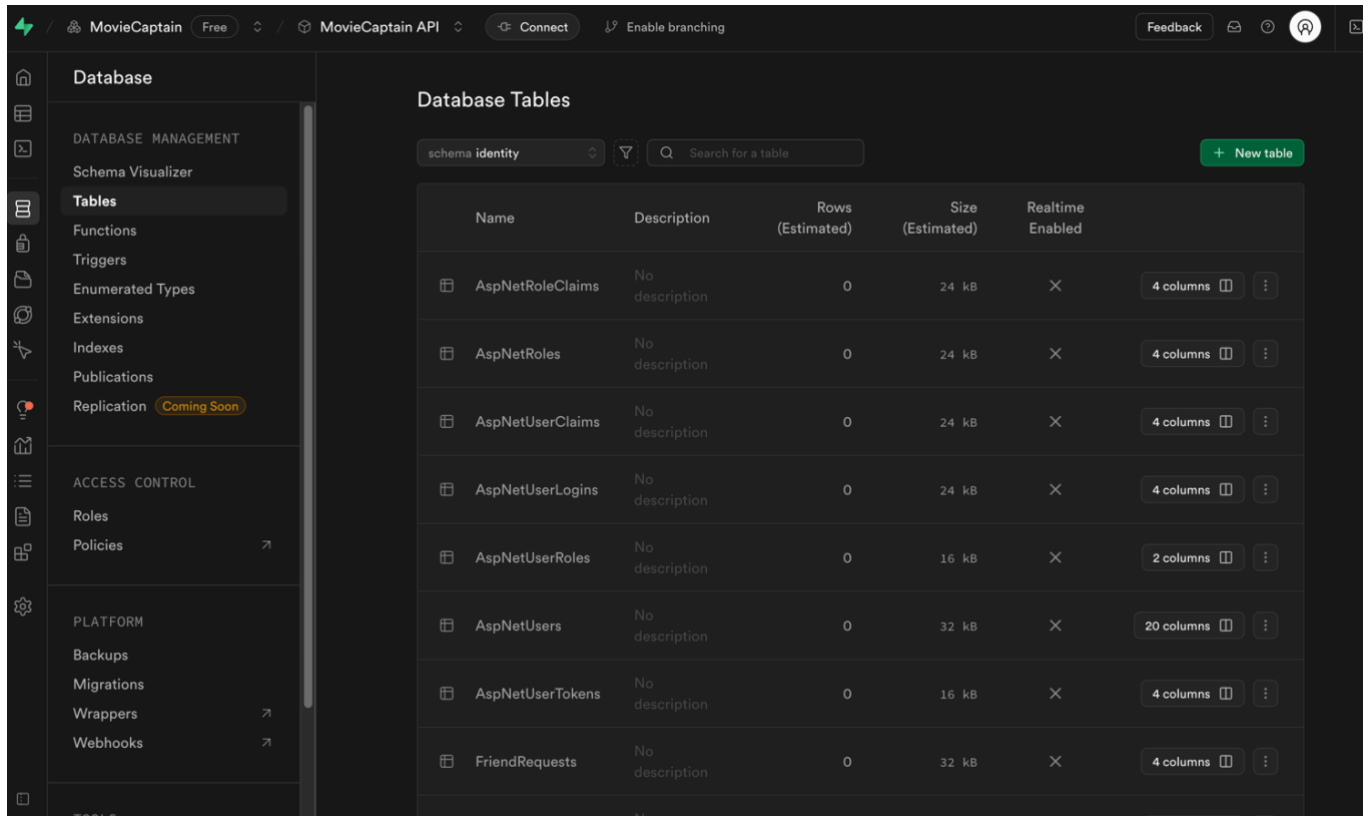 MovieCaptain Free MovieCaptain API Connect Enable branching Feedback
Database
DATABASE MANAGEMENT
Schema Visualizer
Tables
Functions
Triggers
Enumerated Types
Extensions
Indexes
Publications
Replication Coming Soon
ACCESS CONTROL
Roles
Policies
PLATFORM
Backups
Migrations
Wrappers
Webhooks
TOOLS
Database Tables
schema identity Search for a table + New table
Name Description Rows (Estimated) Size (Estimated) Realtime Enabled
AspNetRoleClaims No description 0 24 kB 4 columns
AspNetRoles No description 0 24 kB 4 columns
AspNetUserClaims No description 0 24 kB 4 columns
AspNetUserLogins No description 0 24 kB 4 columns
AspNetUserRoles No description 0 16 kB 2 columns
AspNetUsers No description 0 32 kB 20 columns
AspNetUserTokens No description 0 16 kB 4 columns
FriendRequests No description 0 32 kB 4 columns